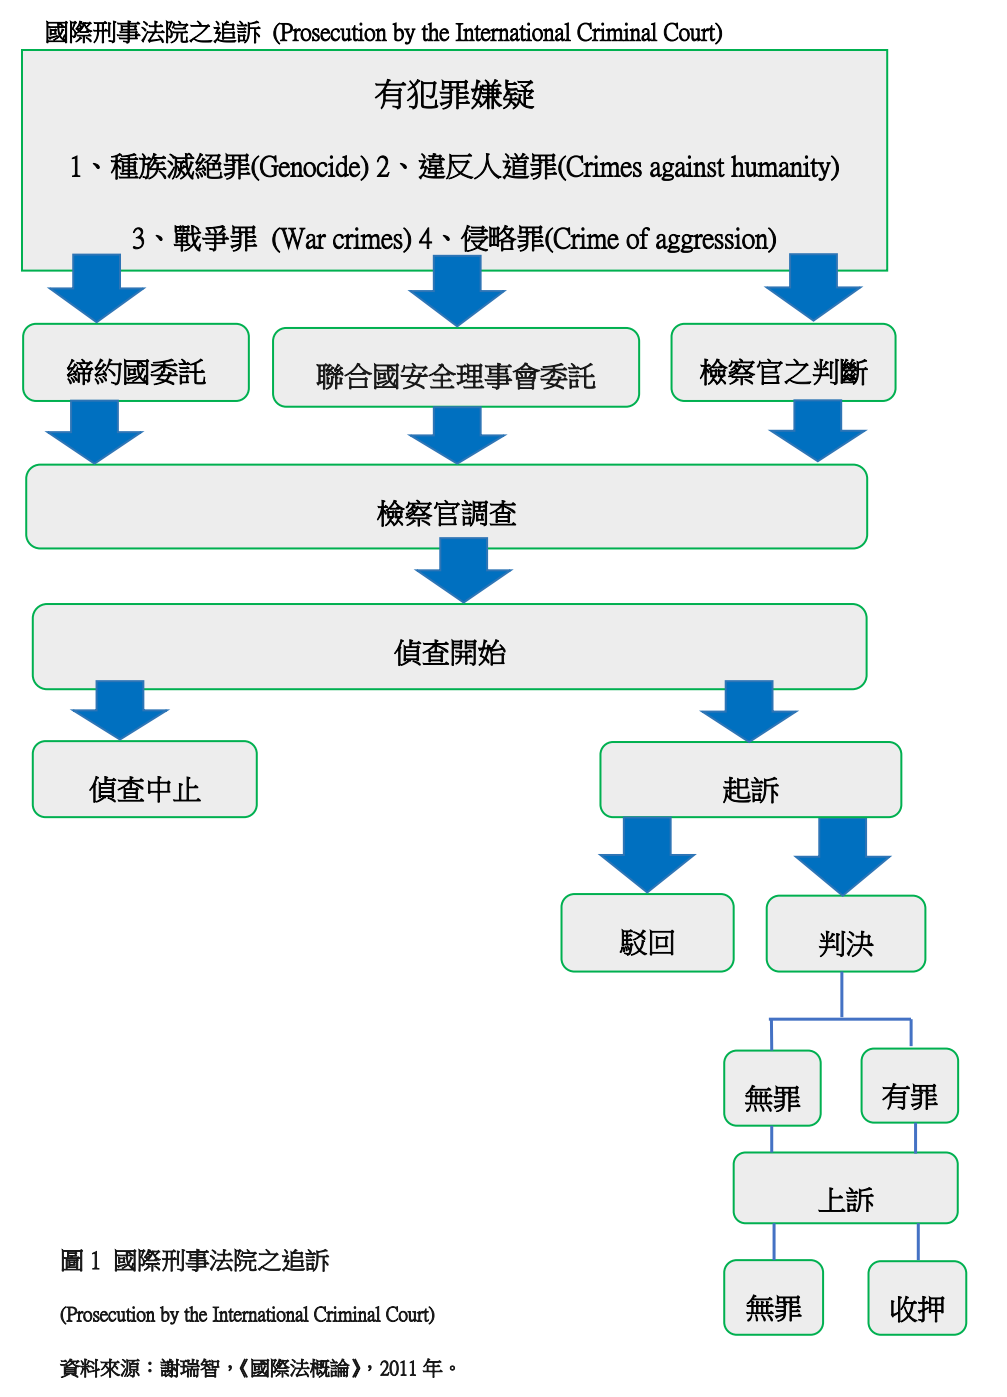 國際刑事法院之追訴 (Prosecution by the International Criminal Court)
有犯罪嫌疑
1、種族滅絕罪(Genocide) 2、違反人道罪(Crimes against humanity)
3、戰爭罪 (War crimes) 4、侵略罪(Crime of aggression)
締約國委託
聯合國安全理事會委託
檢察官之判斷
檢察官調查
偵查開始
偵查中止
起訴
駁回
判決
無罪
有罪
上訴
無罪
收押
圖 1 國際刑事法院之追訴
(Prosecution by the International Criminal Court)
資料來源：謝瑞智，《國際法概論》，2011 年。